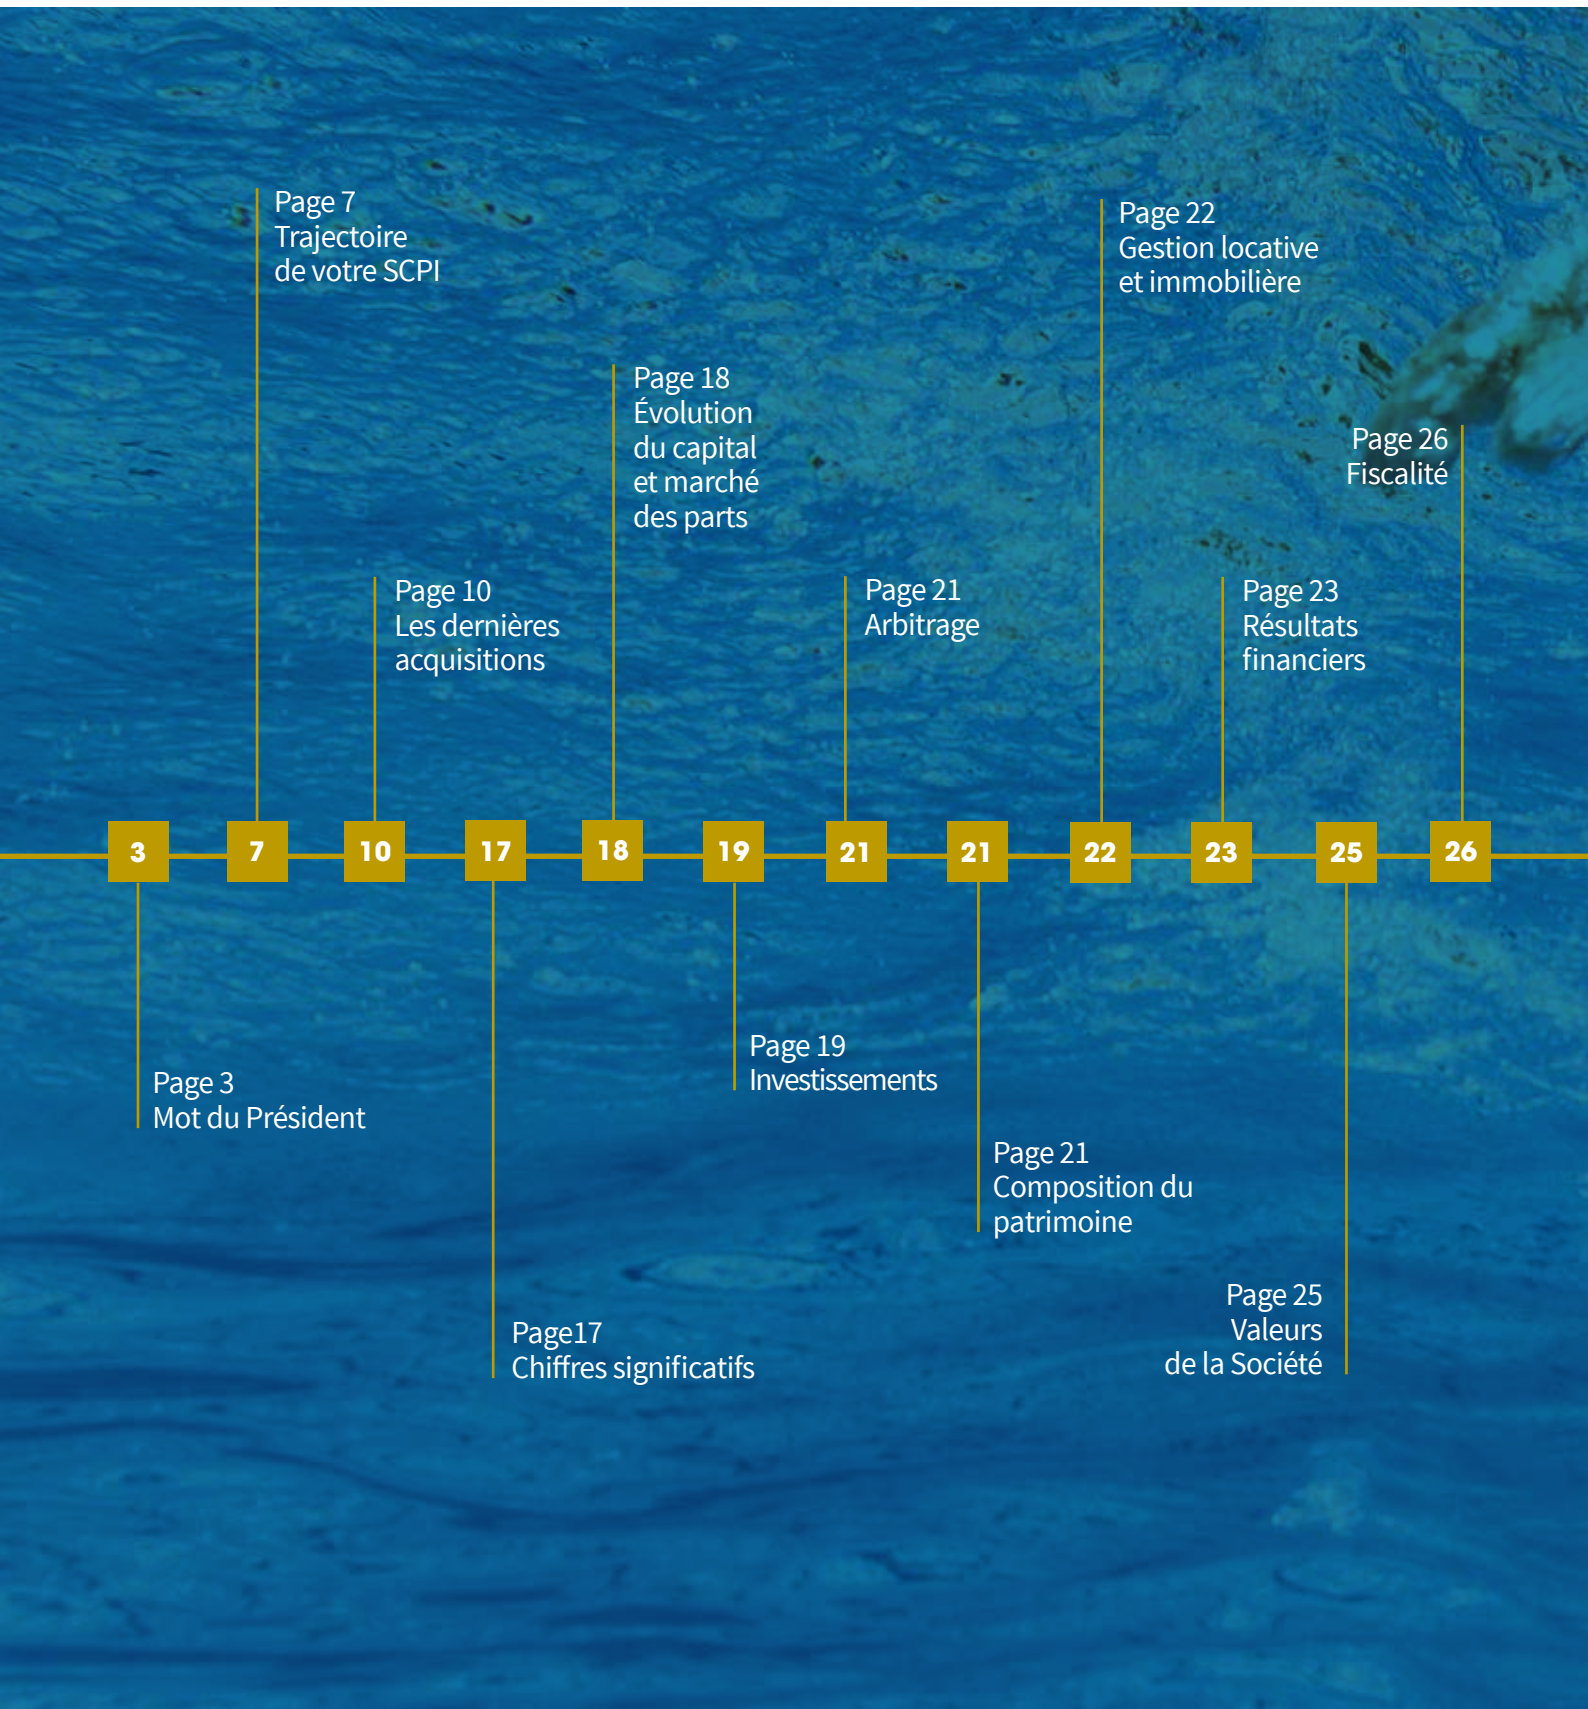 Page 7
Trajectoire
de votre SCPI
Page 22
Gestion locative
et immobilière
Page 18
Évolution
du capital
et marché
des parts
Page 26
Fiscalité
Page 10
Les dernières
acquisitions
Page 21
Arbitrage
Page 23
Résultats
financiers
3 7 10 17 18 19 21 21 22 23 25 26
Page 19
Investissements
Page 3
Mot du Président
Page 21
Composition du
patrimoine
Page 25
Valeurs
de la Société
Page17
Chiffres significatifs